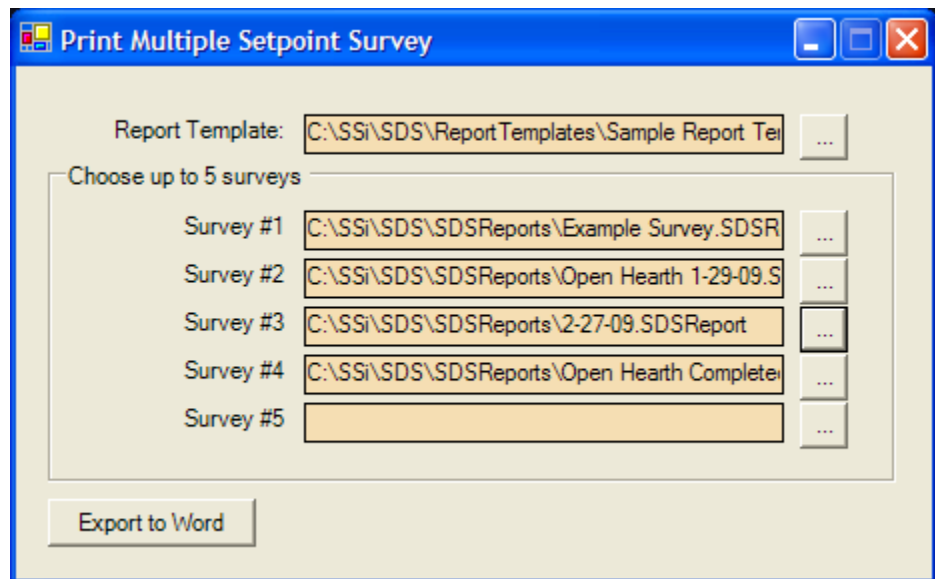 Print Multiple Setpoint Survey
Report Template: C:\SSi\SDS\ReportTemplates\Sample Report Ter ...
Choose up to 5 surveys
Survey #1 C:\SSi\SDS\SDSReports\Example Survey.SDSR ...
Survey #2 C:\SSi\SDS\SDSReports\Open Hearth 1-29-09.S ...
Survey #3 C:\SSi\SDS\SDSReports\2-27-09.SDSReport ...
Survey #4 C:\SSi\SDS\SDSReports\Open Hearth Complete ...
Survey #5 ...
Export to Word